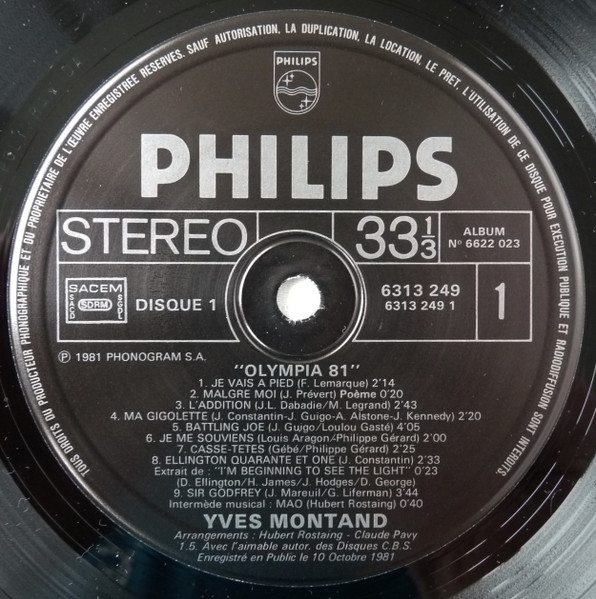 TOUS DROITS DU PRODUCTEUR PHONOGRAPHIQUE ET DU PROPRIETAIRE DE L'ŒUVRE ENREGISTREE RESERVES. SAUF AUTORISATION. LA DUPLICATION. LA LOCATION. LE PRET. L'UTILISATION DE CE DISQUE POUR EXECUTION PUBLIQUE ET RADIODIFFUSION SONT INTERDITS.
PHILIPS
PHILIPS
STEREO
33 1/3
ALBUM
No 6622 023
SACEM
SACD SDRM SGDL
DISQUE 1
6313 249
6313 249 1
1
℗ 1981 PHONOGRAM S.A.
"OLYMPIA 81"
1. JE VAIS A PIED (F. Lemarque) 2'14
2. MALGRE MOI (J. Prévert) Poème 0'20
3. L'ADDITION (J.L. Dabadie/M. Legrand) 2'43
4. MA GIGOLETTE (J. Constantin-J. Guigo-A. Alstone-J. Kennedy) 2'20
5. BATTLING JOE (J. Guigo/Loulou Gasté) 4'05
6. JE ME SOUVIENS (Louis Aragon/Philippe Gérard) 2'00
7. CASSE-TETES (Gébé/Philippe Gérard) 2'25
8. ELLINGTON QUARANTE ET ONE (J. Constantin) 2'33
Extrait de : "I'M BEGINNING TO SEE THE LIGHT" 0'23
(D. Ellington/H. James/J. Hodges/D. George)
9. SIR GODFREY (J. Mareuil/G. Liferman) 3'44
Intermède musical : MAO (Hubert Rostaing) 0'40
YVES MONTAND
Arrangements : Hubert Rostaing - Claude Pavy
1.5. Avec l'aimable autor. des Disques C.B.S.
Enregistré en Public le 10 Octobre 1981